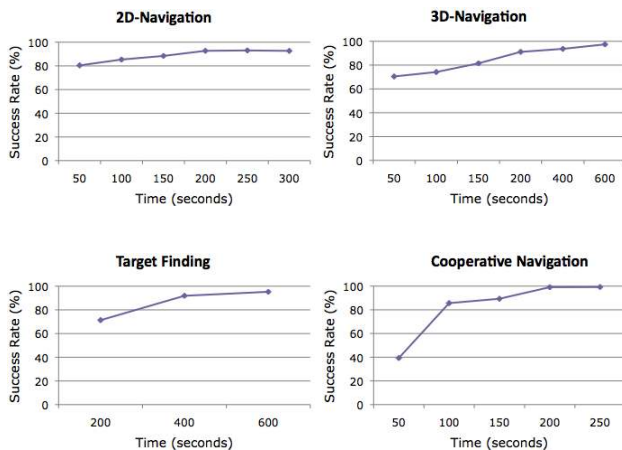 2D-Navigation
Success Rate (%)
100
80
60
40
20
0
50 100 150 200 250 300
Time (seconds)
3D-Navigation
Success Rate (%)
100
80
60
40
20
0
50 100 150 200 400 600
Time (seconds)
Target Finding
Success Rate (%)
100
80
60
40
20
0
200 400 600
Time (seconds)
Cooperative Navigation
Success Rate (%)
100
80
60
40
20
0
50 100 150 200 250
Time (seconds)